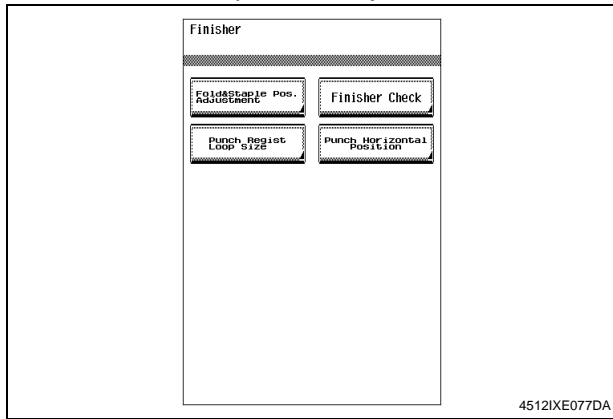 Finisher
Fold&Staple Pos.
Adjustment
Finisher Check
Punch Regist
Loop Size
Punch Horizontal
Position
4512IXE077DA